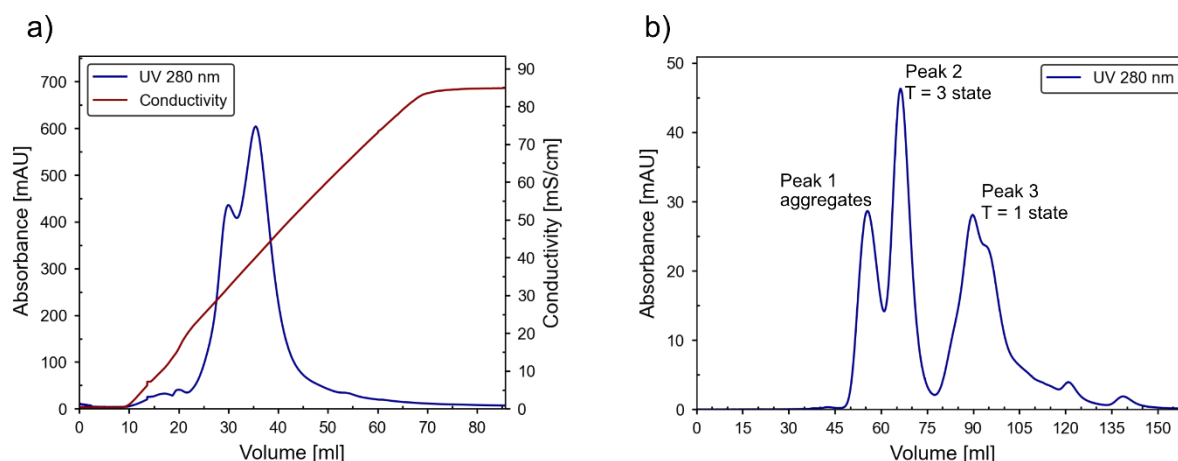 a)
UV 280 nm
Conductivity
Absorbance [mAU]
700
600
500
400
300
200
100
0
0 10 20 30 40 50 60 70 80
Volume [ml]
90
80
70
60
50
40
30
20
10
0
Conductivity [mS/cm]
b)
UV 280 nm
Absorbance [mAU]
50
40
30
20
10
0
0 15 30 45 60 75 90 105 120 135 150
Volume [ml]
Peak 1
aggregates
Peak 2
T = 3 state
Peak 3
T = 1 state